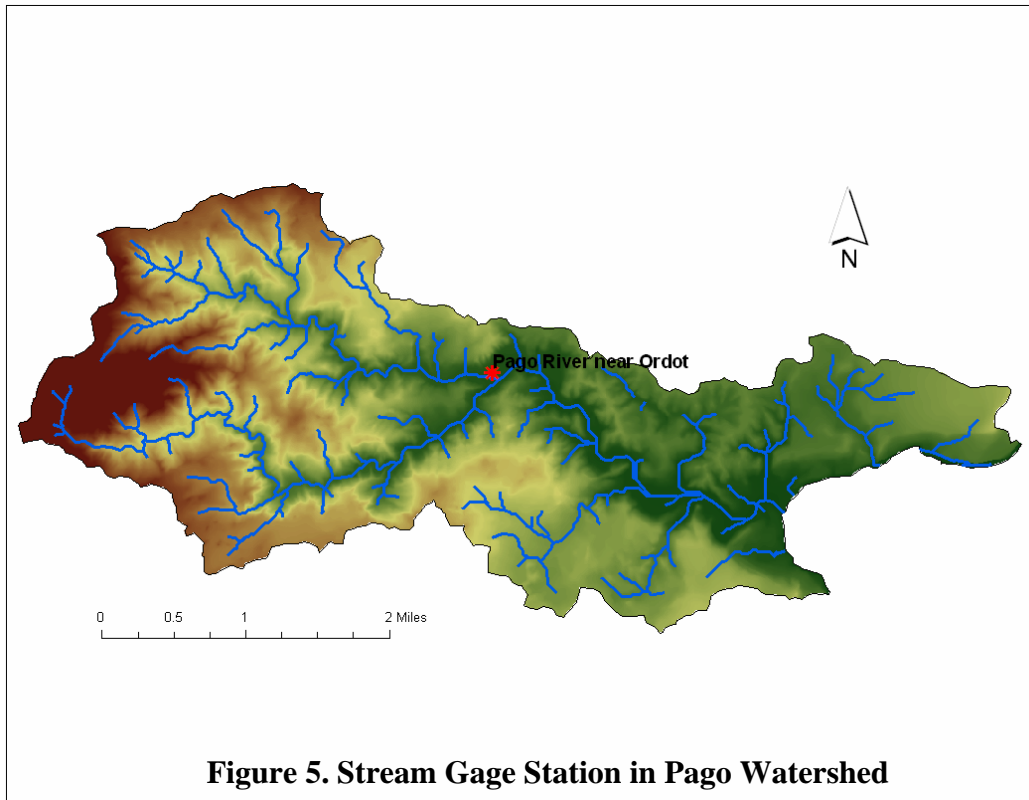 N
Pago River near Ordot
0 0.5 1 2 Miles
Figure 5. Stream Gage Station in Pago Watershed